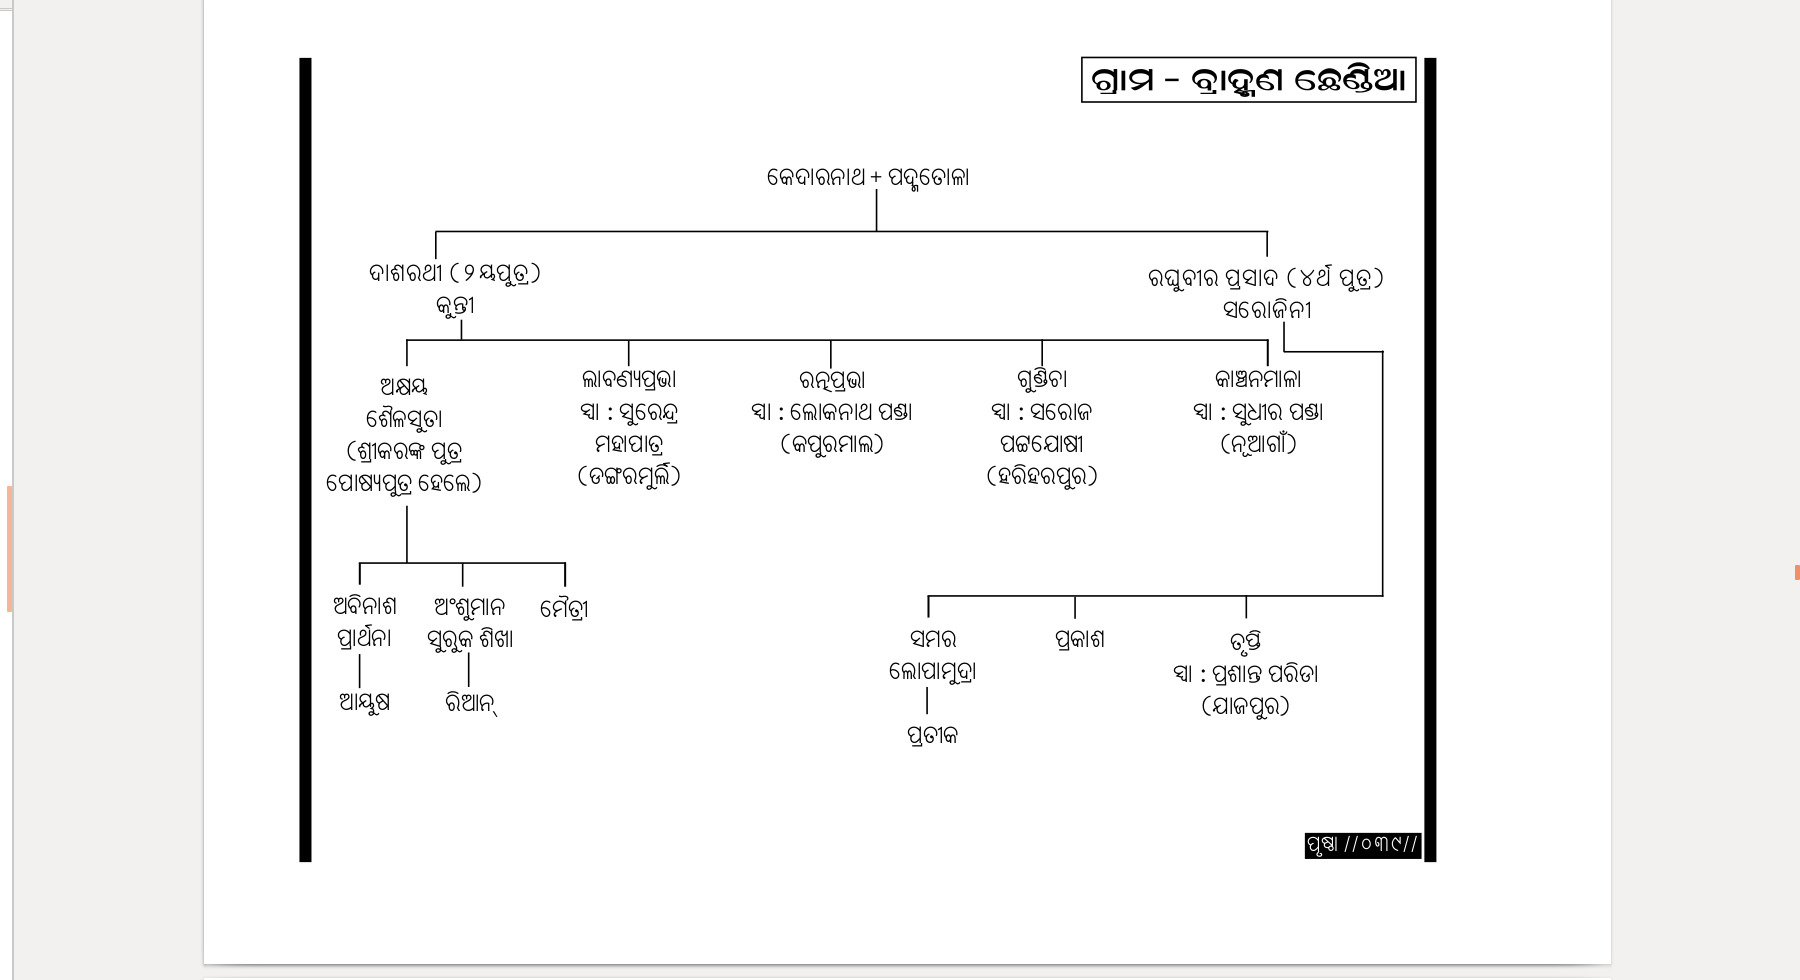 ଗ୍ରାମ - ବ୍ରାହ୍ମଣ ଛେଣ୍ଡିଆ
କେଦାରନାଥ + ପଦ୍ମତୋଳା
ଦାଶରଥୀ (୨ୟପୁତ୍ର)
କୁନ୍ତୀ
ରଘୁବୀର ପ୍ରସାଦ (୪ର୍ଥ ପୁତ୍ର)
ସରୋଜିନୀ
ଅକ୍ଷୟ
ଶୈଳସୁତା
(ଶ୍ରୀକରଙ୍କ ପୁତ୍ର
ପୋଷ୍ୟପୁତ୍ର ହେଲେ)
ଲାବଣ୍ୟପ୍ରଭା
ସ୍ୱା : ସୁରେନ୍ଦ୍ର
ମହାପାତ୍ର
(ଡଙ୍ଗରମୁର୍ଲି)
ରତ୍ନପ୍ରଭା
ସ୍ୱା : ଲୋକନାଥ ପଣ୍ଡା
(କପୁରମାଲ)
ଗୁଣ୍ଡିଚା
ସ୍ୱା : ସରୋଜ
ପଟ୍ଟଯୋଷୀ
(ହରିହରପୁର)
କାଞ୍ଚନମାଳା
ସ୍ୱା : ସୁଧୀର ପଣ୍ଡା
(ନୂଆଗାଁ)
ଅବିନାଶ
ପ୍ରାର୍ଥନା
ଆୟୁଷ
ଅଂଶୁମାନ
ସୁରୁକ ଶିଖା
ରିଆନ୍
ମୈତ୍ରୀ
ସମର
ଲୋପାମୁଦ୍ରା
ପ୍ରତୀକ
ପ୍ରକାଶ
ତୃପ୍ତି
ସ୍ୱା : ପ୍ରଶାନ୍ତ ପରିଡା
(ଯାଜପୁର)
ପୃଷ୍ଠା //୦୩୯//